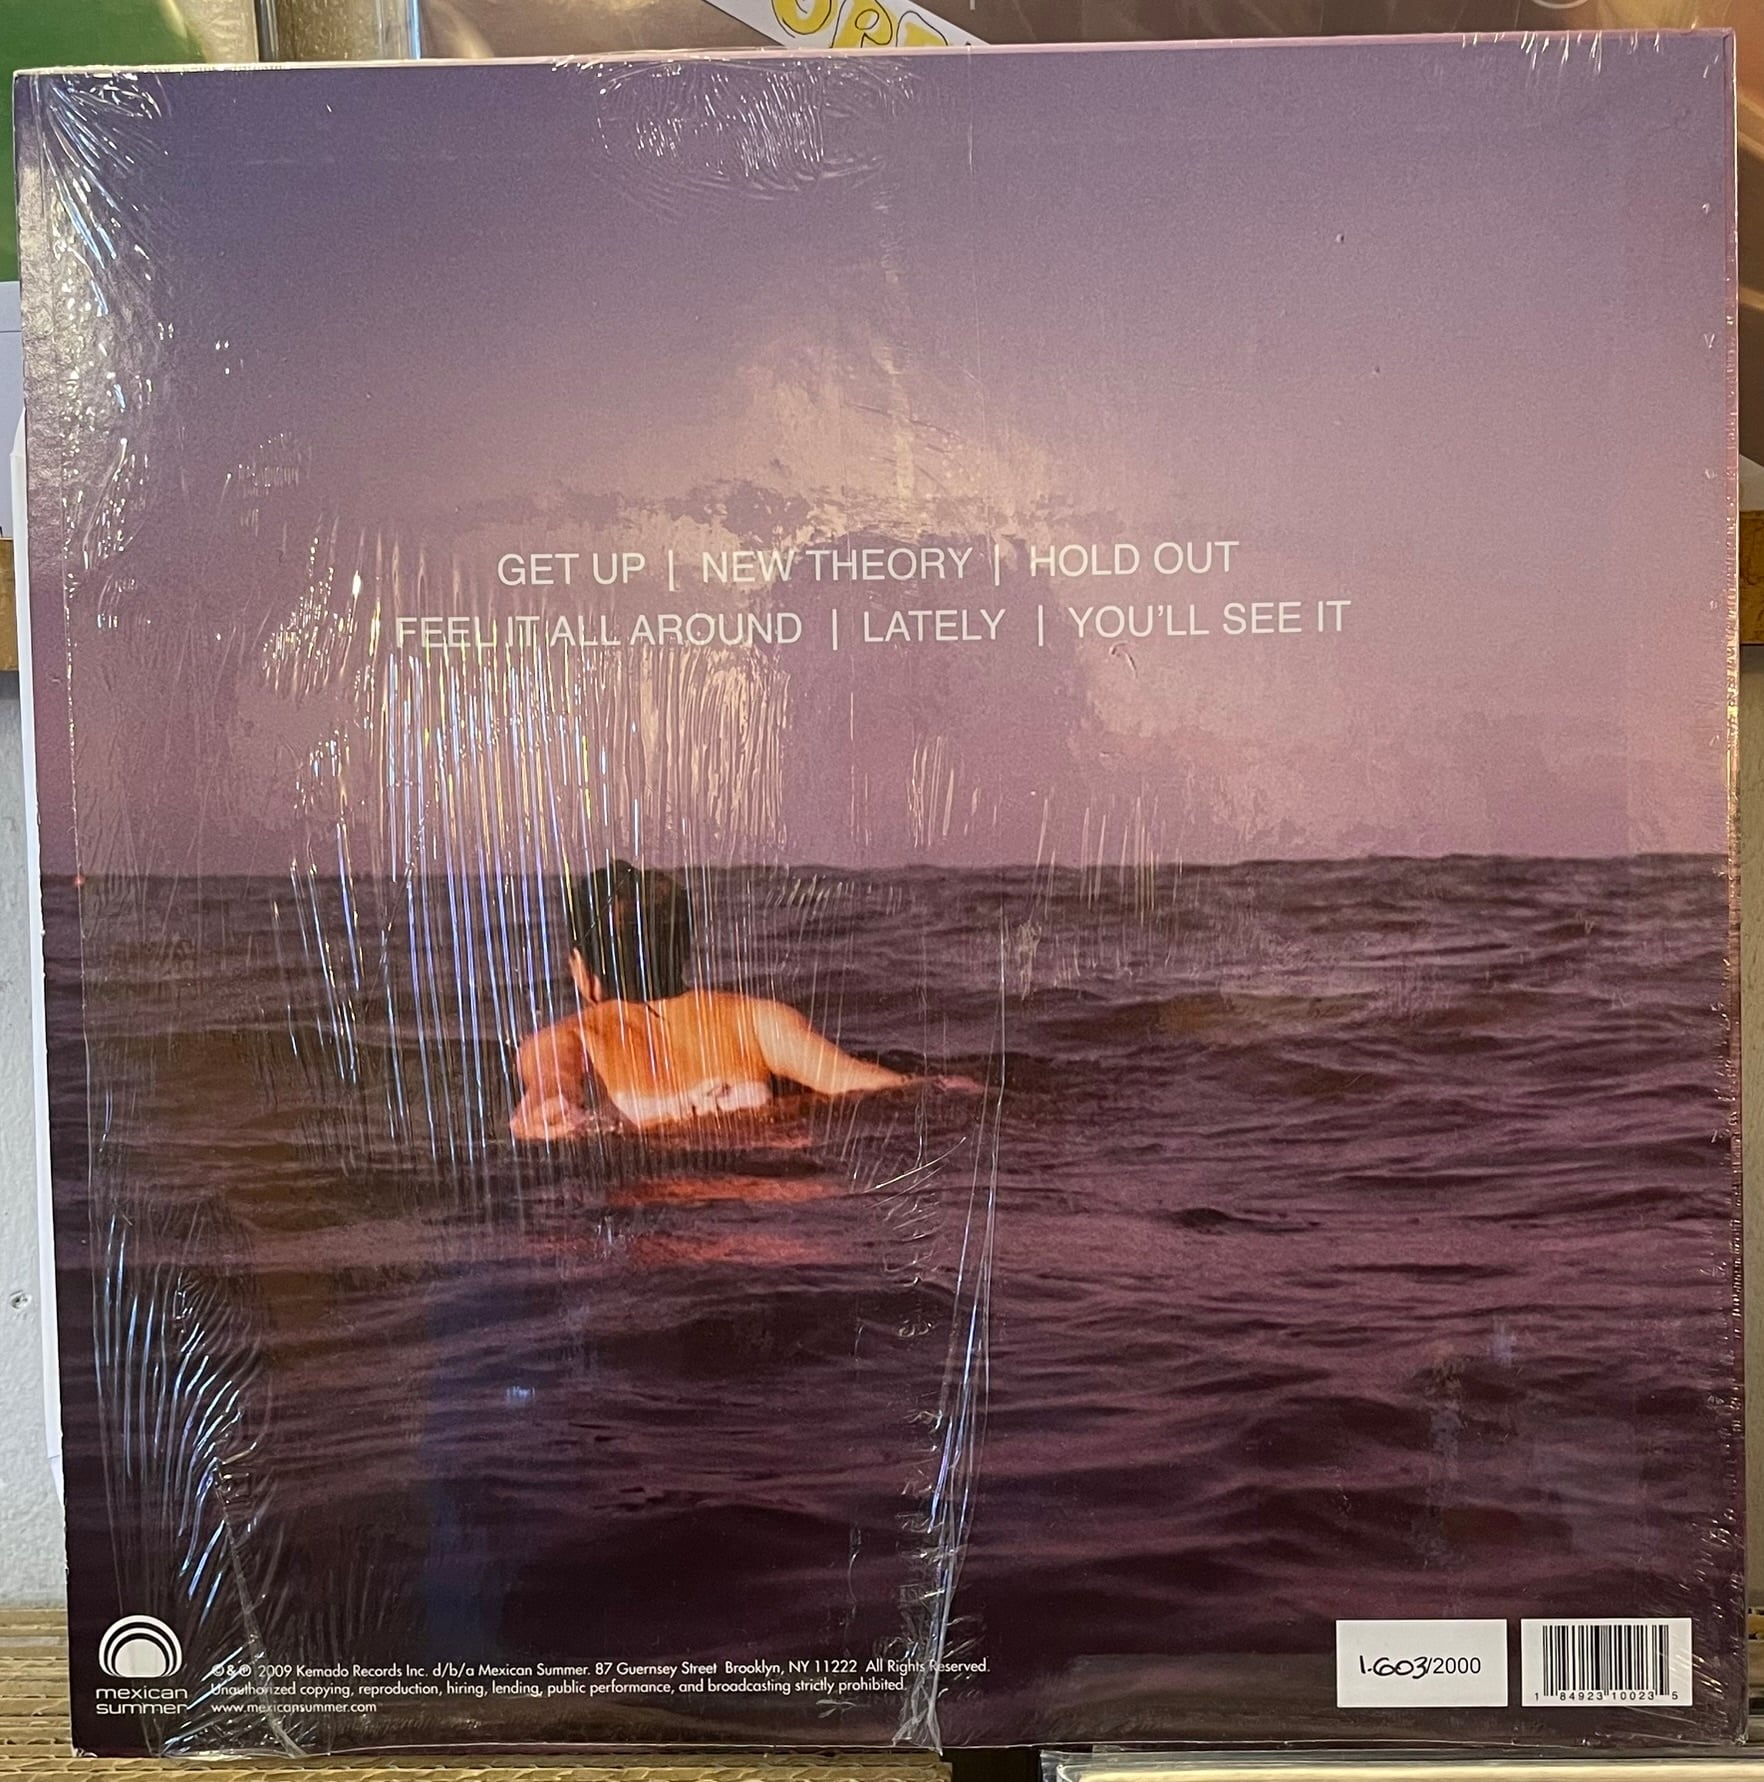 GET UP | NEW THEORY | HOLD OUT
FEEL IT ALL AROUND | LATELY | YOU'LL SEE IT
mexican
summer
©&℗ 2009 Kemado Records Inc. d/b/a Mexican Summer. 87 Guernsey Street Brooklyn, NY 11222 All Rights Reserved.
Unauthorized copying, reproduction, hiring, lending, public performance, and broadcasting strictly prohibited.
www.mexicansummer.com
1.603/2000
1 84923 10023 5